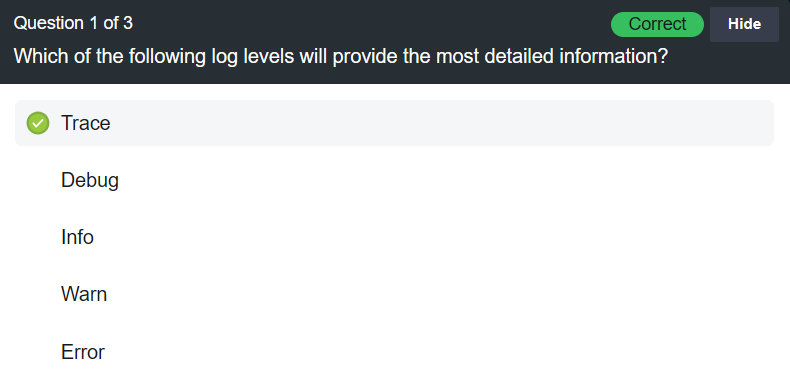 Question 1 of 3
Correct
Hide
Which of the following log levels will provide the most detailed information?
Trace
Debug
Info
Warn
Error